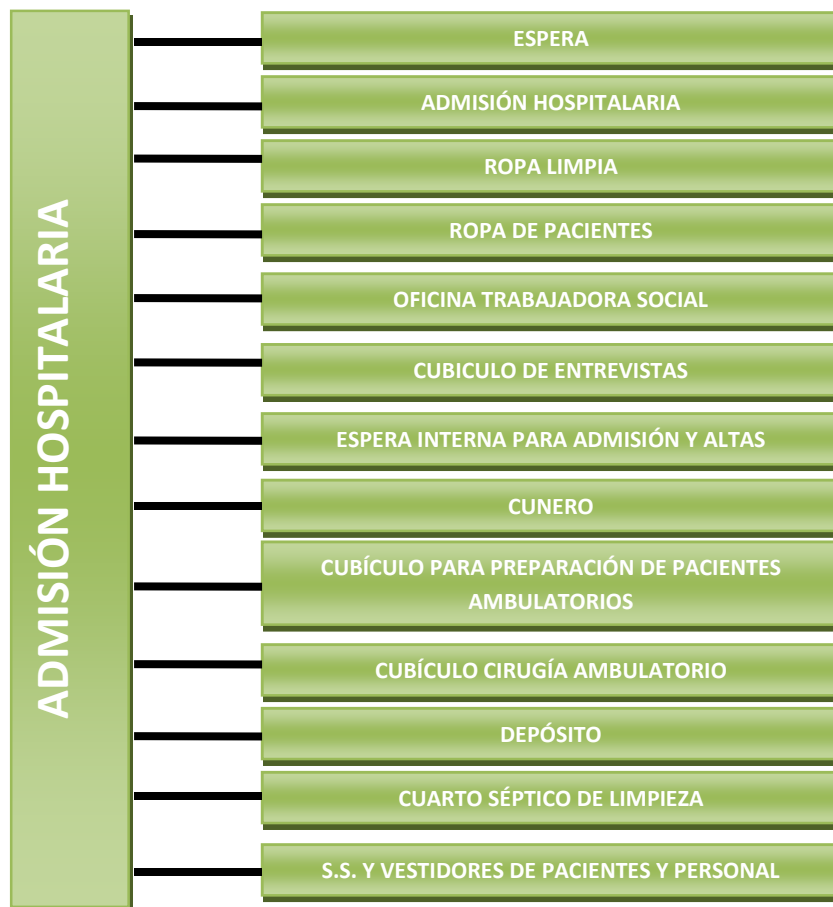 ADMISIÓN HOSPITALARIA
ESPERA
ADMISIÓN HOSPITALARIA
ROPA LIMPIA
ROPA DE PACIENTES
OFICINA TRABAJADORA SOCIAL
CUBICULO DE ENTREVISTAS
ESPERA INTERNA PARA ADMISIÓN Y ALTAS
CUNERO
CUBÍCULO PARA PREPARACIÓN DE PACIENTES
AMBULATORIOS
CUBÍCULO CIRUGÍA AMBULATORIO
DEPÓSITO
CUARTO SÉPTICO DE LIMPIEZA
S.S. Y VESTIDORES DE PACIENTES Y PERSONAL